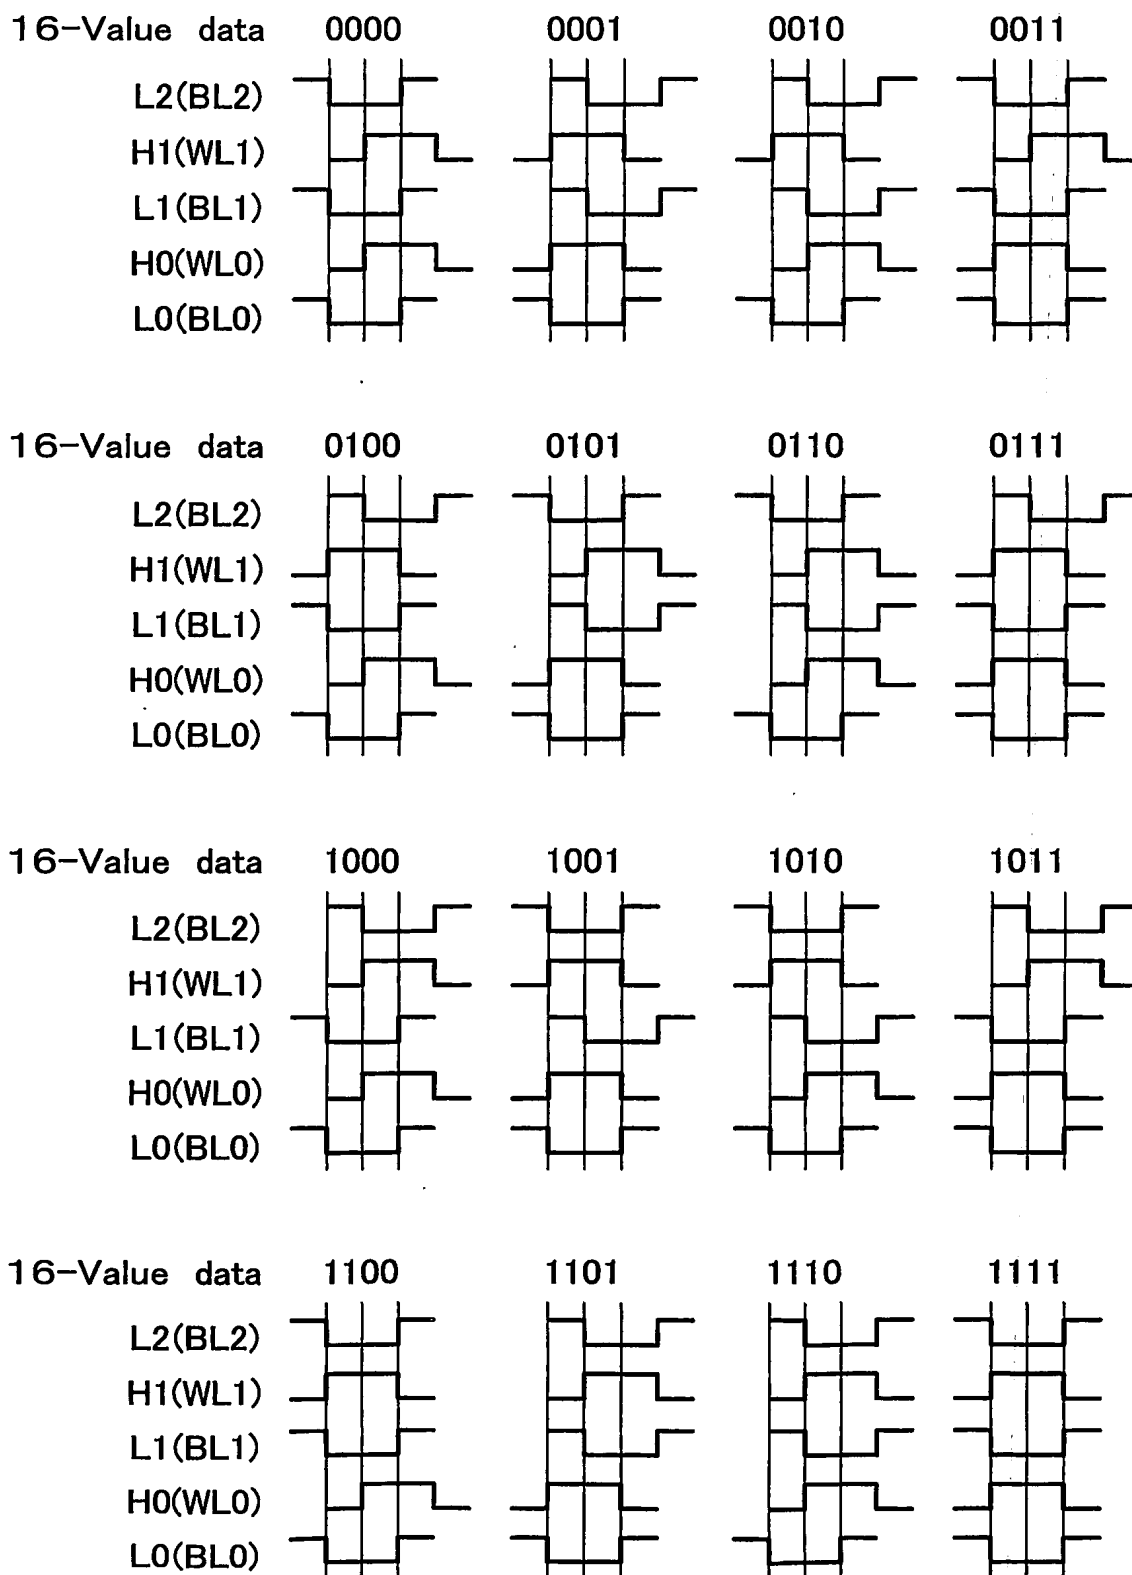 16-Value data 0000 0001 0010 0011
L2(BL2)
H1(WL1)
L1(BL1)
H0(WL0)
L0(BL0)
16-Value data 0100 0101 0110 0111
L2(BL2)
H1(WL1)
L1(BL1)
H0(WL0)
L0(BL0)
16-Value data 1000 1001 1010 1011
L2(BL2)
H1(WL1)
L1(BL1)
H0(WL0)
L0(BL0)
16-Value data 1100 1101 1110 1111
L2(BL2)
H1(WL1)
L1(BL1)
H0(WL0)
L0(BL0)